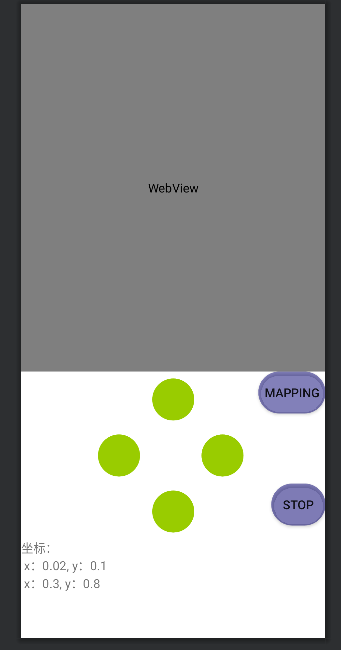 WebView
MAPPING
STOP
坐标：
x：0.02, y：0.1
x：0.3, y：0.8